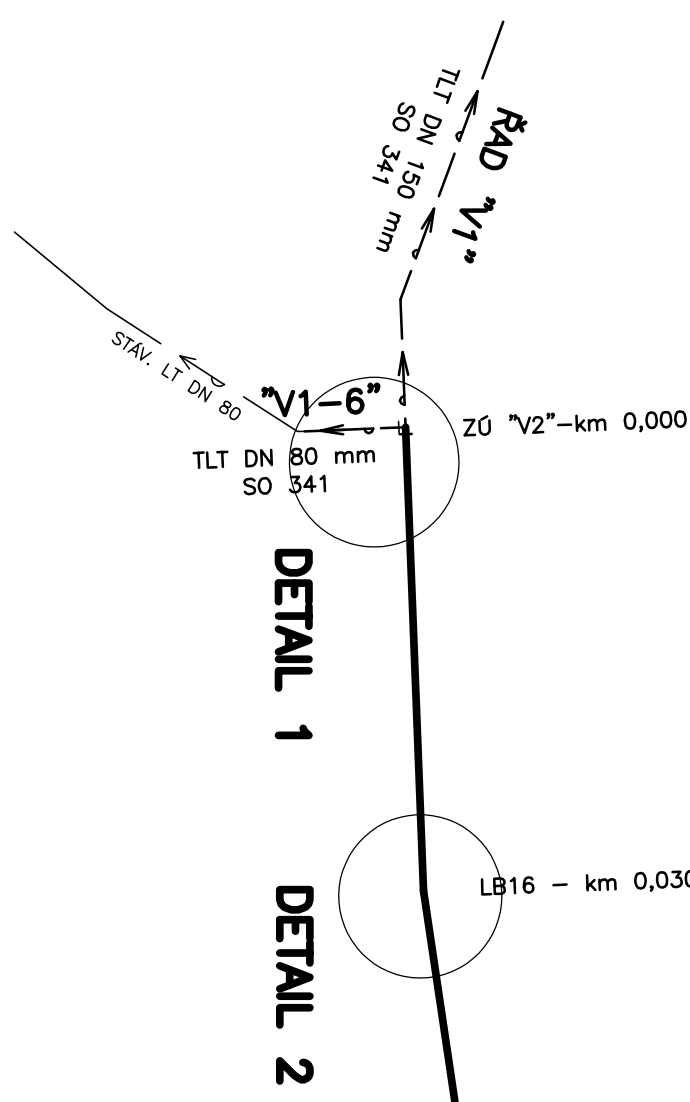 TLT DN 150 mm
SO 341
ŘAD "V1"
STÁV. LT DN 80
"V1-6"
TLT DN 80 mm
SO 341
ZÚ "V2"-km 0,000
DETAIL 1
LB16 - km 0,030
DETAIL 2